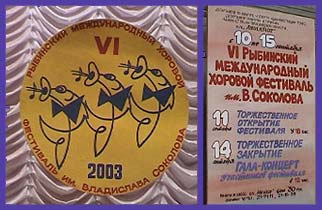 РЫБИНСКИЙ МЕЖДУНАРОДНЫЙ ХОРОВОЙ
VI
2003
ФЕСТИВАЛЬ ИМ. ВЛАДИСЛАВА СОКОЛОВА
10 15
VI РЫБИНСКИЙ
МЕЖДУНАРОДНЫЙ
ХОРОВОЙ ФЕСТИВАЛЬ
им. В. СОКОЛОВА
11 ТОРЖЕСТВЕННОЕ
ОТКРЫТИЕ
ФЕСТИВАЛЯ
14 ТОРЖЕСТВЕННОЕ
ЗАКРЫТИЕ
ГАЛА-КОНЦЕРТ